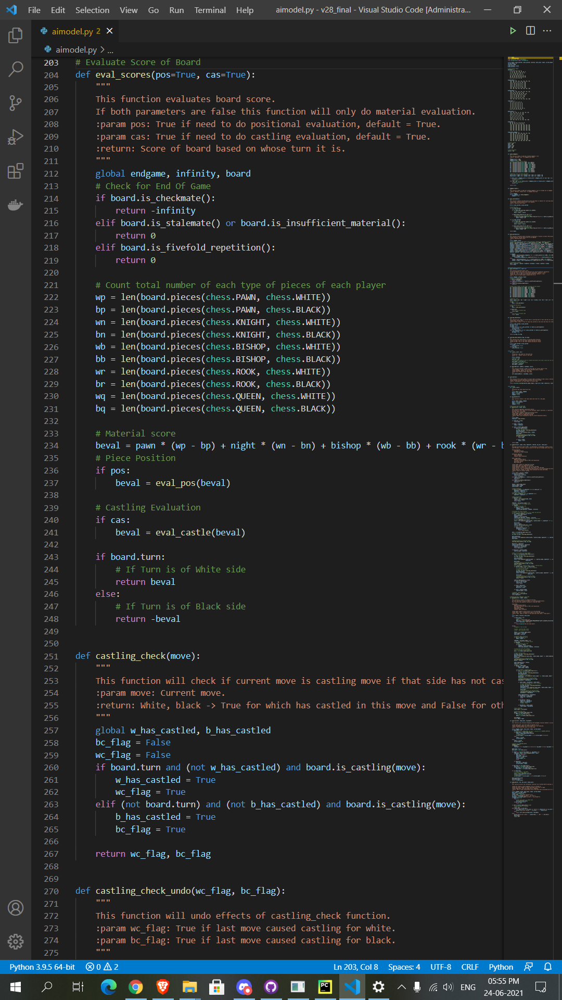 File Edit Selection View Go Run Terminal Help aimodel.py - v28_final - Visual Studio Code [Administra...
aimodel.py 2
aimodel.py > ...
203 # Evaluate Score of Board
204 def eval_scores(pos=True, cas=True):
205     """
206     This function evaluates board score.
207     If both parameters are false this function will only do material evaluation.
208     :param pos: True if need to do positional evaluation, default = True.
209     :param cas: True if need to do castling evaluation, default = True.
210     :return: Score of board based on whose turn it is.
211     """
212     global endgame, infinity, board
213     # Check for End Of Game
214     if board.is_checkmate():
215         return -infinity
216     elif board.is_stalemate() or board.is_insufficient_material():
217         return 0
218     elif board.is_fivefold_repetition():
219         return 0
220
221     # Count total number of each type of pieces of each player
222     wp = len(board.pieces(chess.PAWN, chess.WHITE))
223     bp = len(board.pieces(chess.PAWN, chess.BLACK))
224     wn = len(board.pieces(chess.KNIGHT, chess.WHITE))
225     bn = len(board.pieces(chess.KNIGHT, chess.BLACK))
226     wb = len(board.pieces(chess.BISHOP, chess.WHITE))
227     bb = len(board.pieces(chess.BISHOP, chess.BLACK))
228     wr = len(board.pieces(chess.ROOK, chess.WHITE))
229     br = len(board.pieces(chess.ROOK, chess.BLACK))
230     wq = len(board.pieces(chess.QUEEN, chess.WHITE))
231     bq = len(board.pieces(chess.QUEEN, chess.BLACK))
232
233     # Material score
234     beval = pawn * (wp - bp) + night * (wn - bn) + bishop * (wb - bb) + rook * (wr - b
235     # Piece Position
236     if pos:
237         beval = eval_pos(beval)
238
239     # Castling Evaluation
240     if cas:
241         beval = eval_castle(beval)
242
243     if board.turn:
244         # If Turn is of White side
245         return beval
246     else:
247         # If Turn is of Black side
248         return -beval
249
250
251 def castling_check(move):
252     """
253     This function will check if current move is castling move if that side has not cas
254     :param move: Current move.
255     :return: White, black -> True for which has castled in this move and False for oth
256     """
257     global w_has_castled, b_has_castled
258     bc_flag = False
259     wc_flag = False
260     if board.turn and (not w_has_castled) and board.is_castling(move):
261         w_has_castled = True
262         wc_flag = True
263     elif (not board.turn) and (not b_has_castled) and board.is_castling(move):
264         b_has_castled = True
265         bc_flag = True
266
267     return wc_flag, bc_flag
268
269
270 def castling_check_undo(wc_flag, bc_flag):
271     """
272     This function will undo effects of castling_check function.
273     :param wc_flag: True if last move caused castling for white.
274     :param bc_flag: True if last move caused castling for black.
275     """
Python 3.9.5 64-bit 0 2 Ln 203, Col 8 Spaces: 4 UTF-8 CRLF Python
PC ENG 05:55 PM
24-06-2021